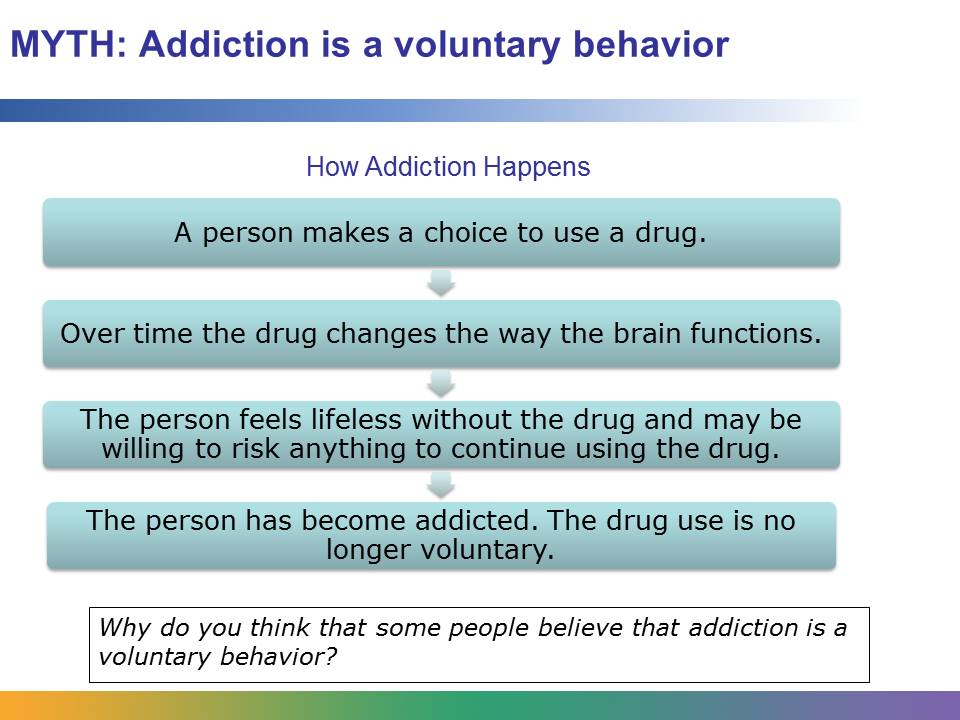 MYTH: Addiction is a voluntary behavior
How Addiction Happens
A person makes a choice to use a drug.
Over time the drug changes the way the brain functions.
The person feels lifeless without the drug and may be
willing to risk anything to continue using the drug.
The person has become addicted. The drug use is no
longer voluntary.
Why do you think that some people believe that addiction is a
voluntary behavior?